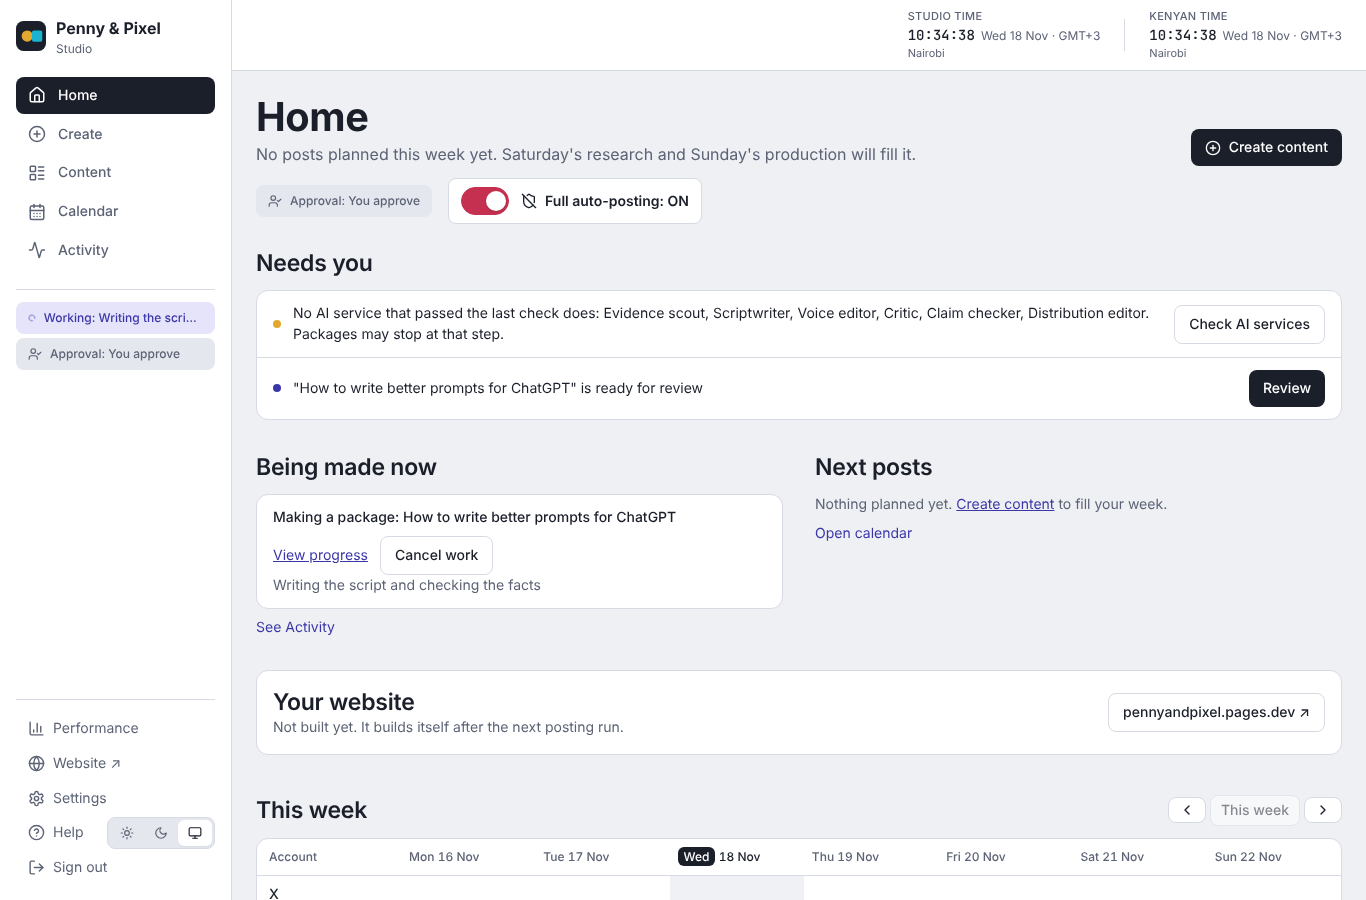 Penny & Pixel
Studio
Home
Create
Content
Calendar
Activity
Working: Writing the scri...
Approval: You approve
Performance
Website ↗
Settings
Help
Sign out
STUDIO TIME
10:34:38 Wed 18 Nov · GMT+3
Nairobi
KENYAN TIME
10:34:38 Wed 18 Nov · GMT+3
Nairobi
Home
No posts planned this week yet. Saturday's research and Sunday's production will fill it.
Create content
Approval: You approve
Full auto-posting: ON
Needs you
No AI service that passed the last check does: Evidence scout, Scriptwriter, Voice editor, Critic, Claim checker, Distribution editor.
Packages may stop at that step.
Check AI services
"How to write better prompts for ChatGPT" is ready for review
Review
Being made now
Making a package: How to write better prompts for ChatGPT
View progress
Cancel work
Writing the script and checking the facts
See Activity
Next posts
Nothing planned yet. Create content to fill your week.
Open calendar
Your website
Not built yet. It builds itself after the next posting run.
pennyandpixel.pages.dev ↗
This week
This week
Account Mon 16 Nov Tue 17 Nov Wed 18 Nov Thu 19 Nov Fri 20 Nov Sat 21 Nov Sun 22 Nov
X